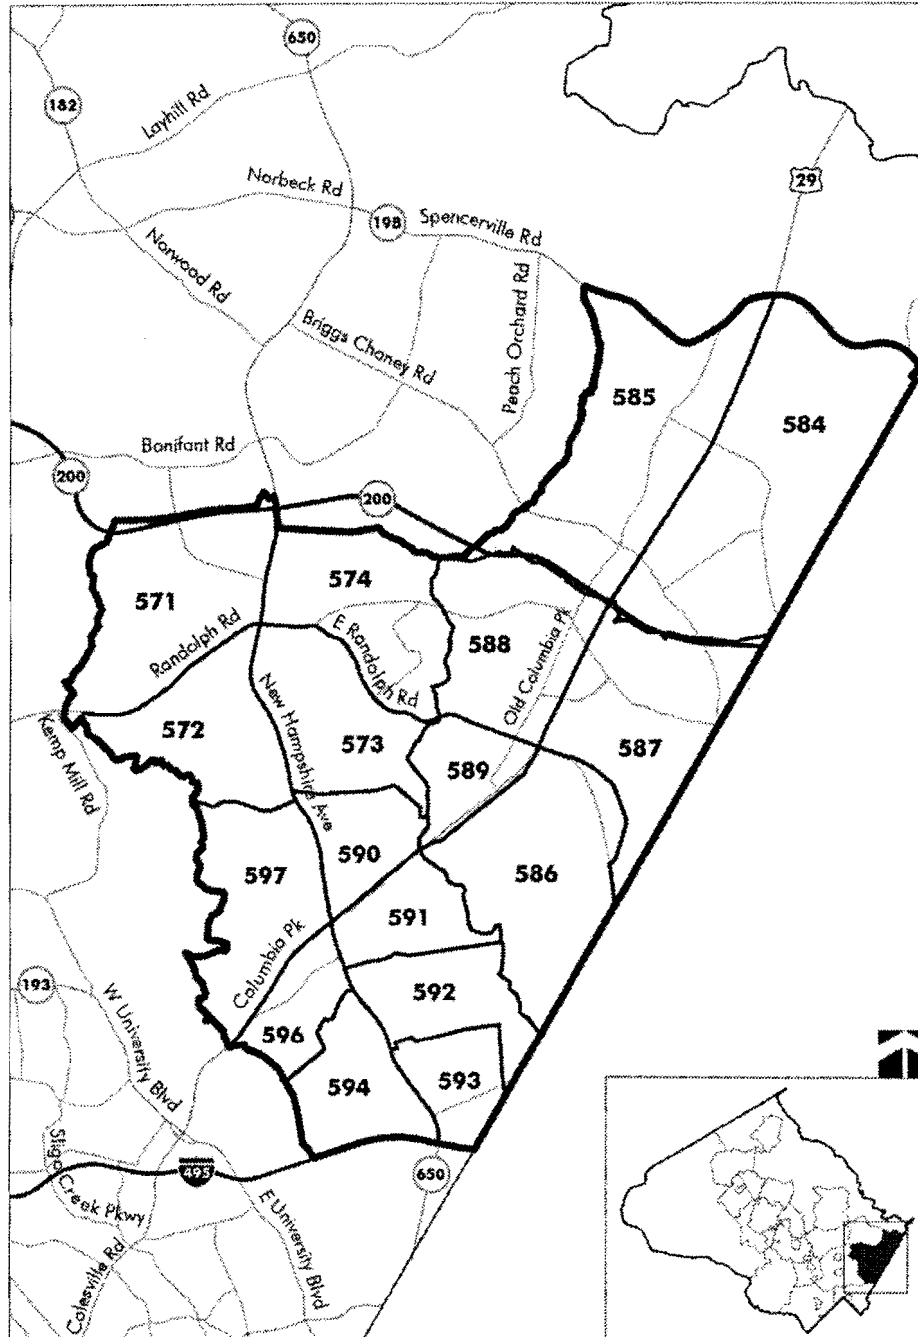 650
182
Layhill Rd
29
Norbeck Rd
198
Spencerville Rd
Norwood Rd
Peach Orchard Rd
Briggs Chaney Rd
585
584
Bonifant Rd
200
200
574
571
Randolph Rd
E Randolph Rd
588
Old Columbia Pk
New Hampshire Ave
572
573
587
Kemp Mill Rd
589
590
597
586
591
Columbia Pk
193
592
W University Blvd
596
594
593
Sligo Creek Pkwy
495
650
E University Blvd
Colesville Rd